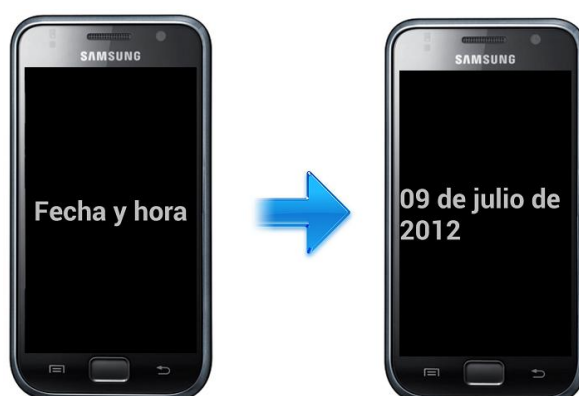 SAMSUNG
Fecha y hora
SAMSUNG
09 de julio de
2012